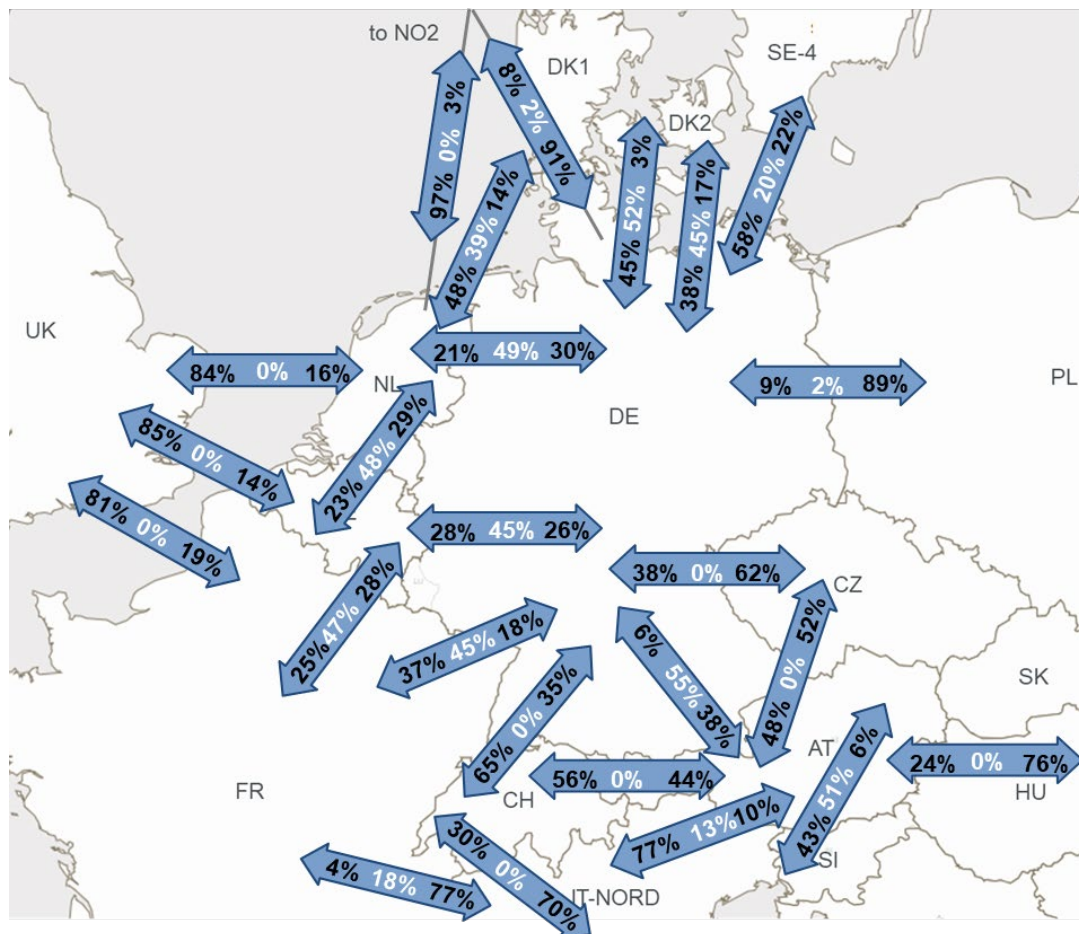 to NO2
DK1
SE-4
DK2
3%
0%
97%
8%
2%
91%
3%
52%
45%
17%
45%
38%
22%
20%
58%
14%
39%
48%
UK
21% 49% 30%
84% 0% 16%
NL
9% 2% 89%
PL
DE
29%
48%
23%
85%
0%
14%
81%
0%
19%
28% 45% 26%
38% 0% 62%
CZ
28%
47%
25%
37% 45% 18%
6%
55%
38%
52%
0%
48%
35%
0%
65%
SK
AT
6%
51%
43%
24% 0% 76%
HU
56% 0% 44%
FR
CH
77% 13% 10%
30%
0%
70%
4% 18% 77%
SI
IT-NORD